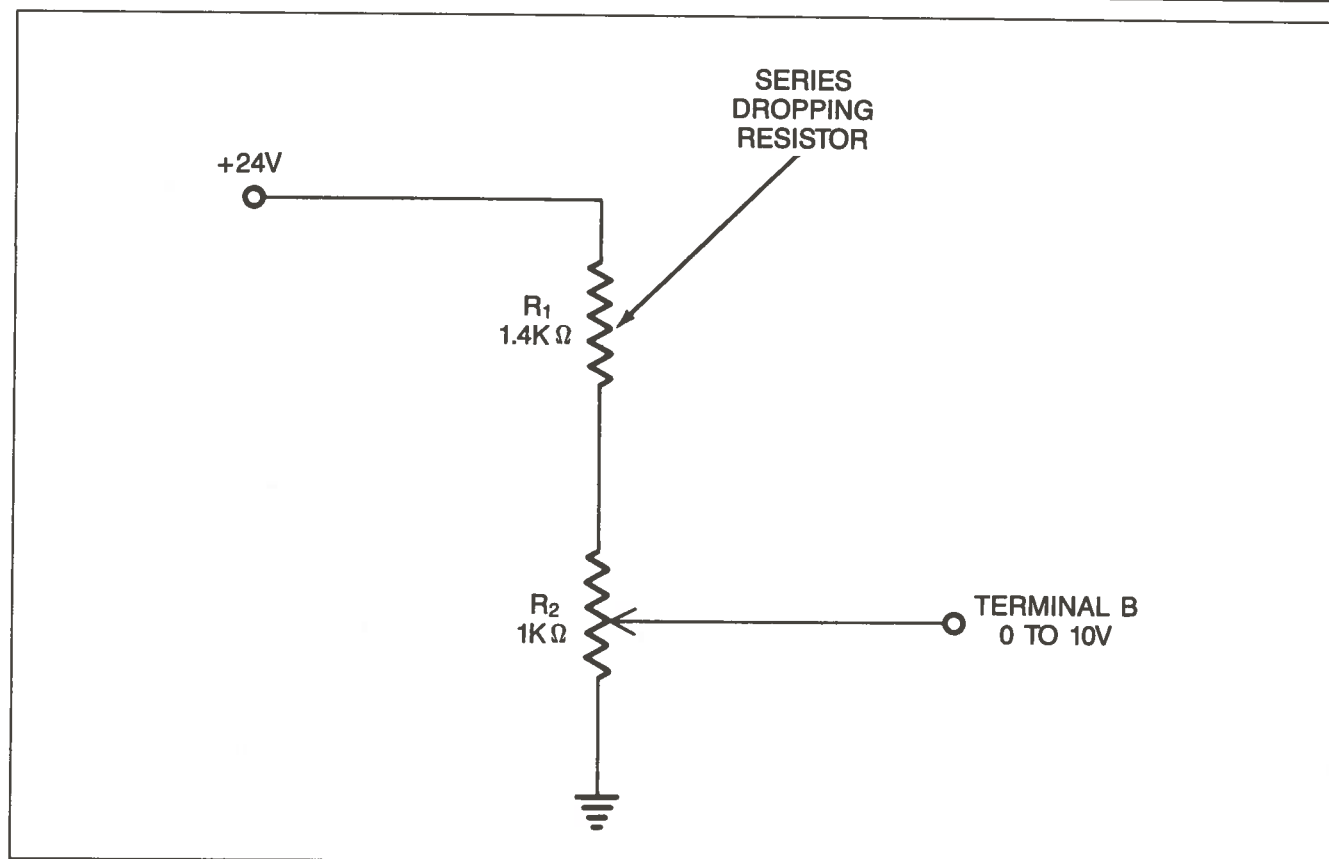 SERIES
DROPPING
RESISTOR
+24V
R₁
1.4K Ω
R₂
1K Ω
TERMINAL B
0 TO 10V